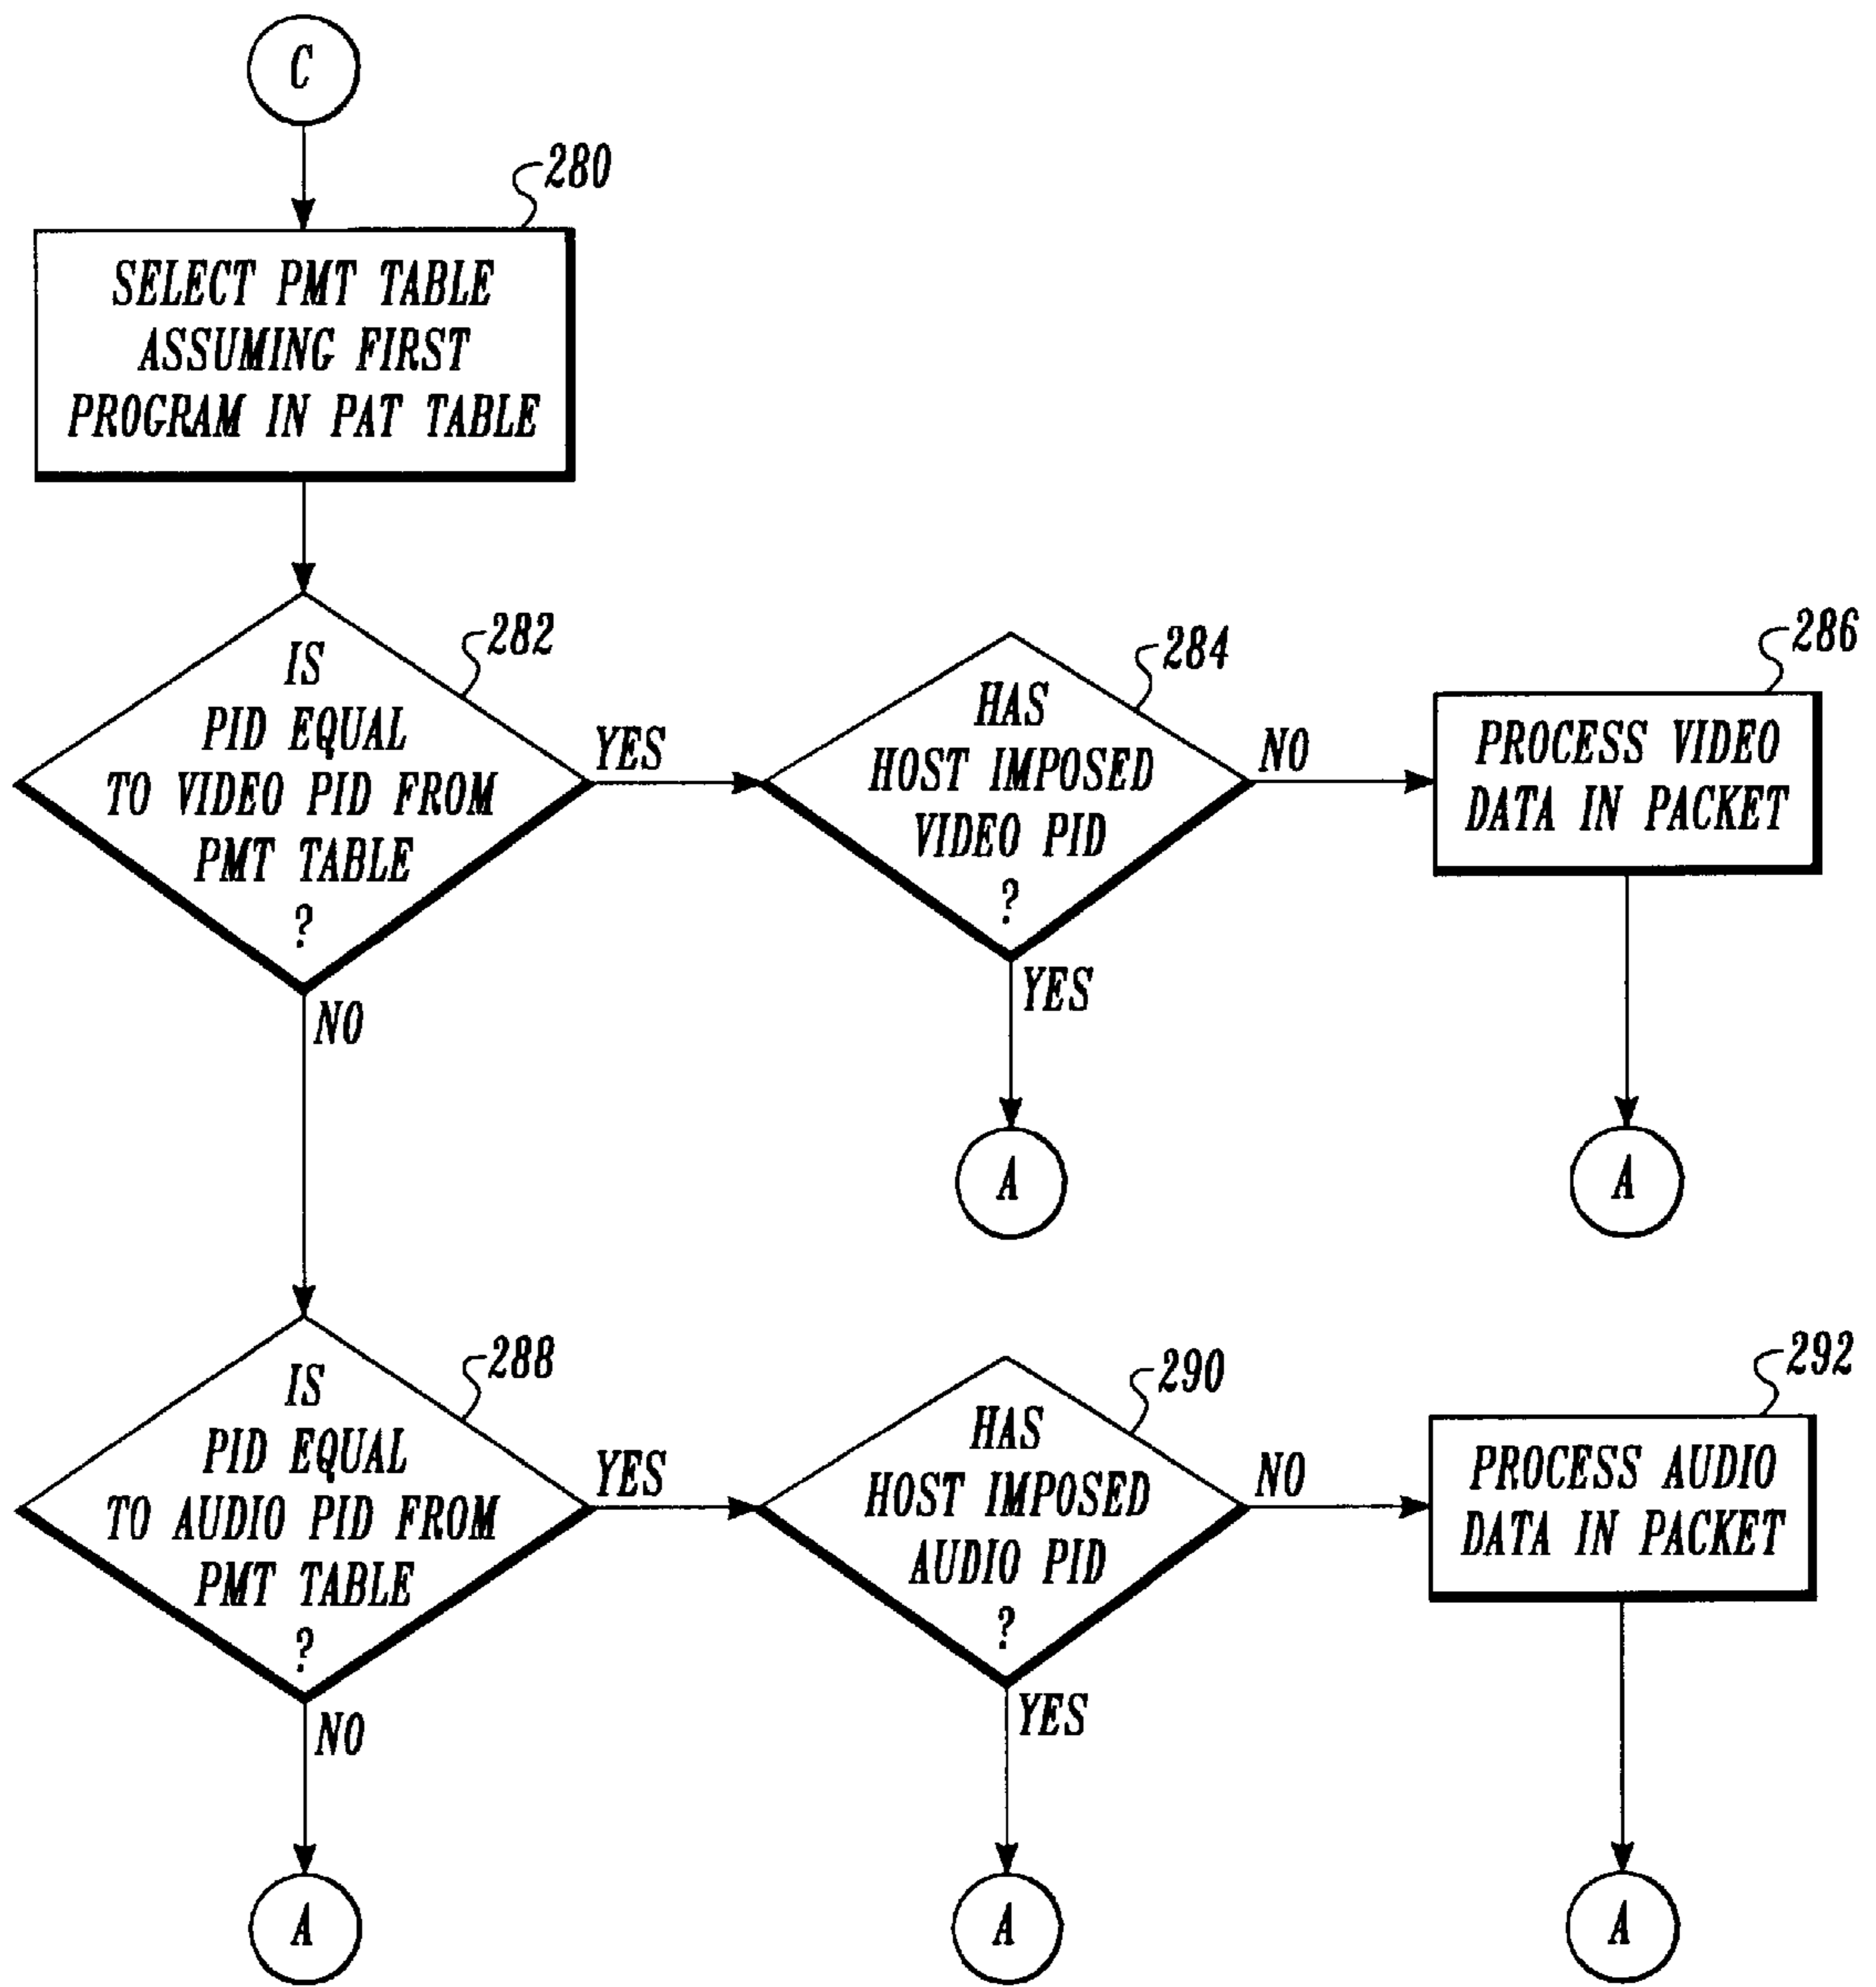 C
280
SELECT PMT TABLE
ASSUMING FIRST
PROGRAM IN PAT TABLE
282
IS
PID EQUAL
TO VIDEO PID FROM
PMT TABLE
?
YES
NO
284
HAS
HOST IMPOSED
VIDEO PID
?
NO
YES
286
PROCESS VIDEO
DATA IN PACKET
A
A
288
IS
PID EQUAL
TO AUDIO PID FROM
PMT TABLE
?
YES
NO
290
HAS
HOST IMPOSED
AUDIO PID
?
NO
YES
292
PROCESS AUDIO
DATA IN PACKET
A
A
A